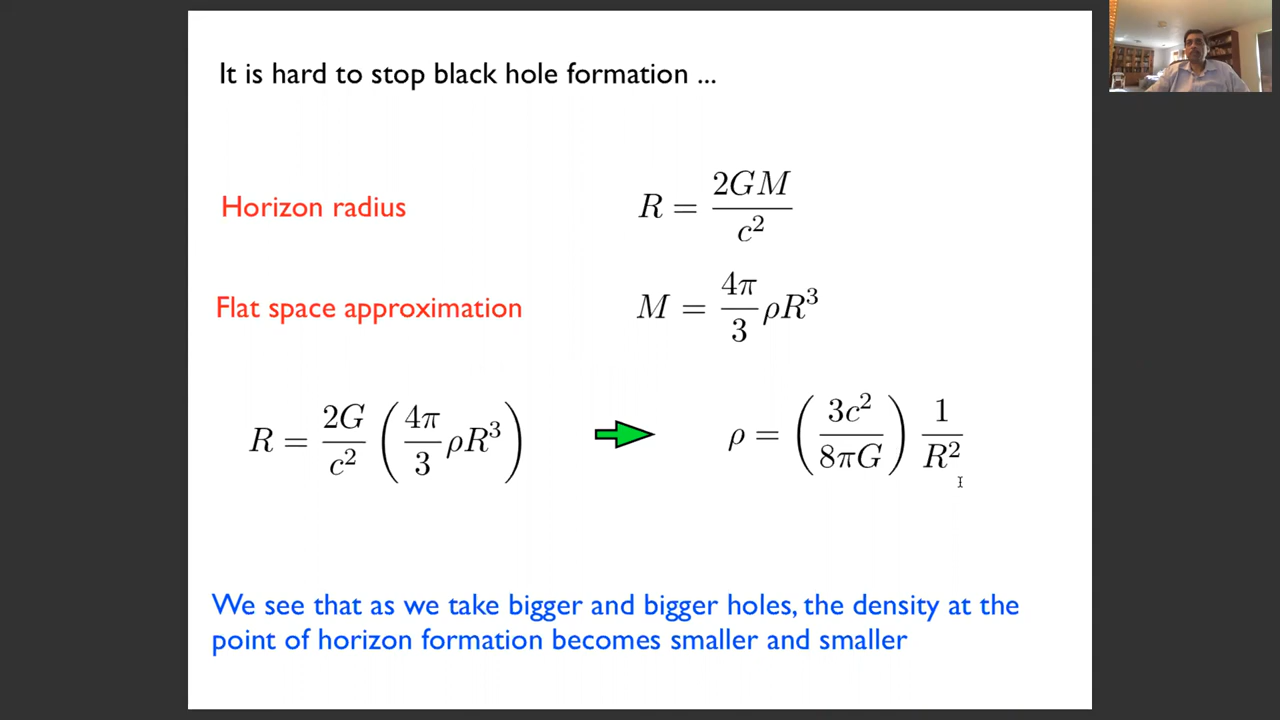 It is hard to stop black hole formation ...
Horizon radius R = 2GM / c²
Flat space approximation M = 4π / 3 ρR³
R = 2G / c² ( 4π / 3 ρR³ ) ρ = ( 3c² / 8πG ) 1 / R²
We see that as we take bigger and bigger holes, the density at the
point of horizon formation becomes smaller and smaller